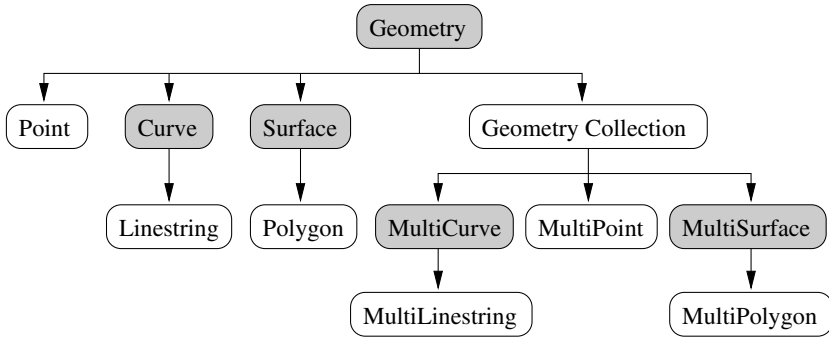 Geometry
Point
Curve
Surface
Geometry Collection
Linestring
Polygon
MultiCurve
MultiPoint
MultiSurface
MultiLinestring
MultiPolygon